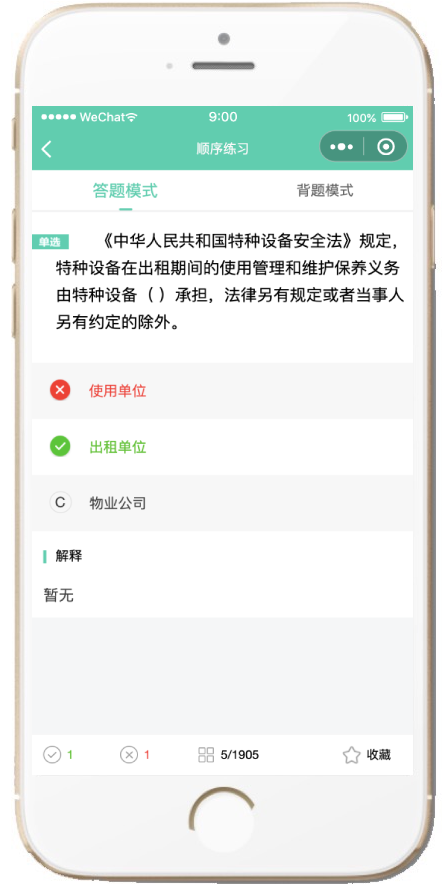 WeChat
9:00
100%
顺序练习
答题模式
背题模式
单选
《中华人民共和国特种设备安全法》规定，
特种设备在出租期间的使用管理和维护保养义务
由特种设备（ ）承担，法律另有规定或者当事人
另有约定的除外。
使用单位
出租单位
C 物业公司
解释
暂无
1
1
5/1905
收藏